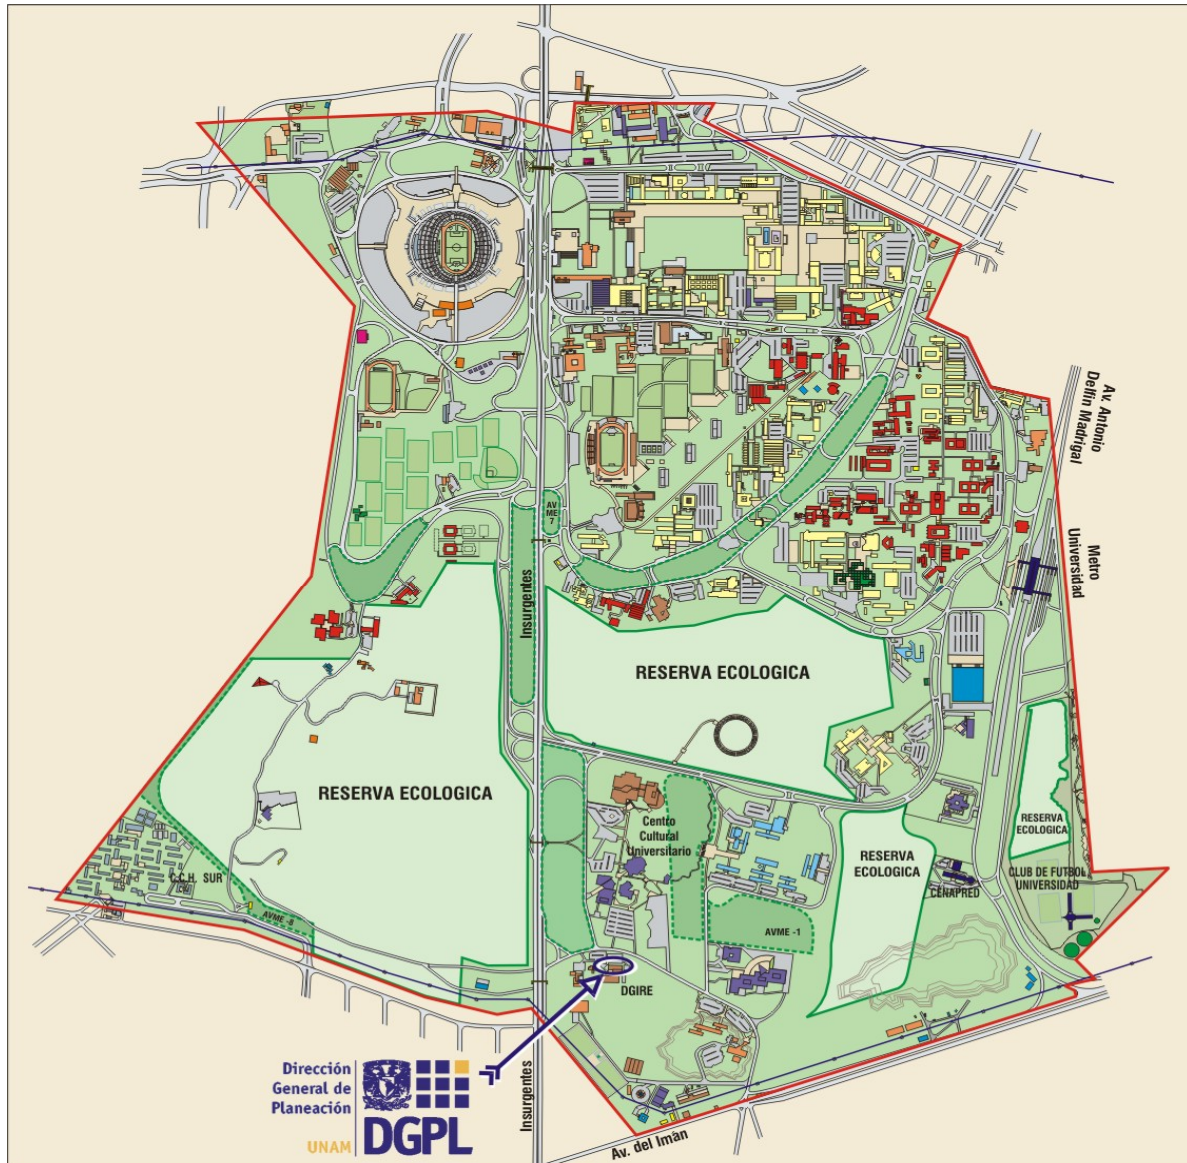 Av. Antonio
Delfín Madrigal
Metro
Universidad
AV
ME
7
Insurgentes
RESERVA ECOLOGICA
RESERVA ECOLOGICA
Centro
Cultural
Universitario
RESERVA
ECOLOGICA
RESERVA
ECOLOGICA
C.C.H. SUR
AVME -8
AVME -1
CENAPRED
CLUB DE FUTBOL
UNIVERSIDAD
DGIRE
Dirección
General de
Planeación
UNAM
DGPL
Insurgentes
Av. del Imán